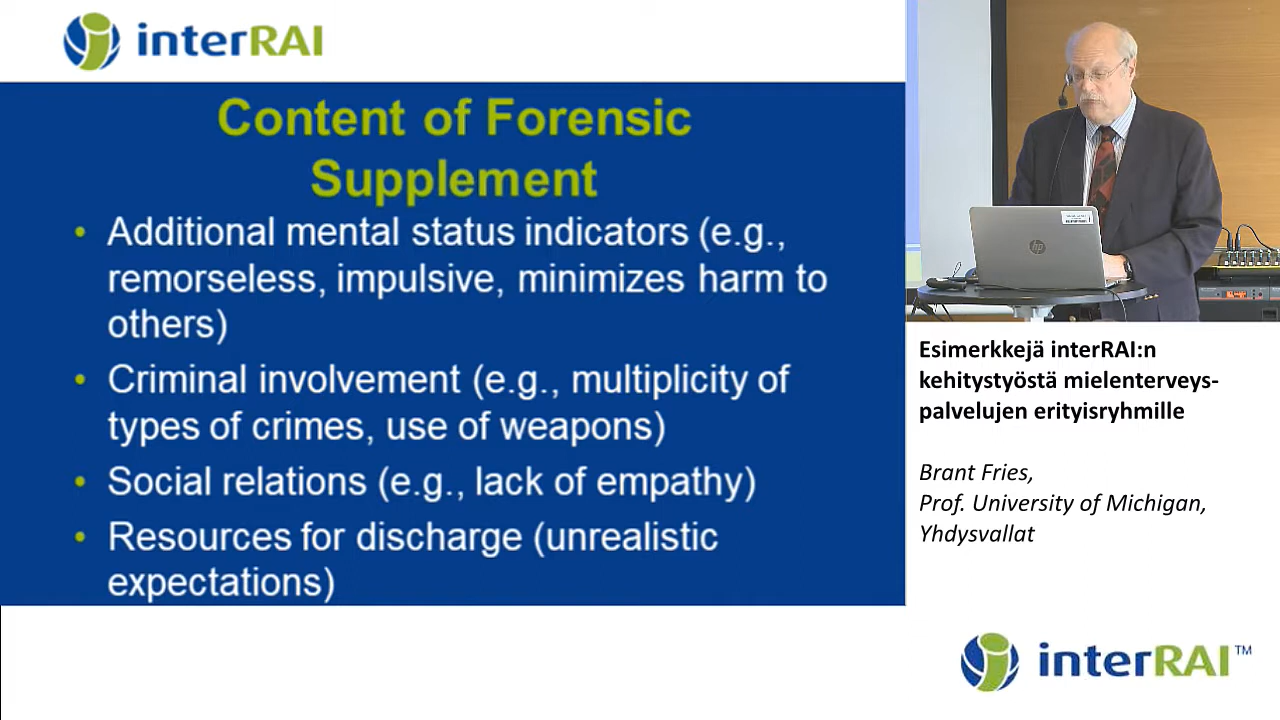 interRAI
Content of Forensic
Supplement
• Additional mental status indicators (e.g.,
remorseless, impulsive, minimizes harm to
others)
• Criminal involvement (e.g., multiplicity of
types of crimes, use of weapons)
• Social relations (e.g., lack of empathy)
• Resources for discharge (unrealistic
expectations)
hp
Esimerkkejä interRAI:n
kehitystyöstä mielenterveys-
palvelujen erityisryhmille
Brant Fries,
Prof. University of Michigan,
Yhdysvallat
interRAI™